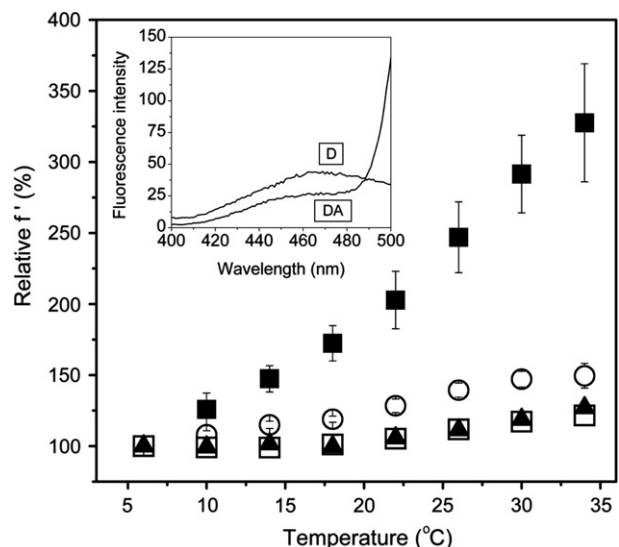 400
350
300
250
200
150
100
Relative f ' (%)
150
125
100
75
50
25
0
Fluorescence intensity
D
DA
400 420 440 460 480 500
Wavelength (nm)
5 10 15 20 25 30 35
Temperature (°C)